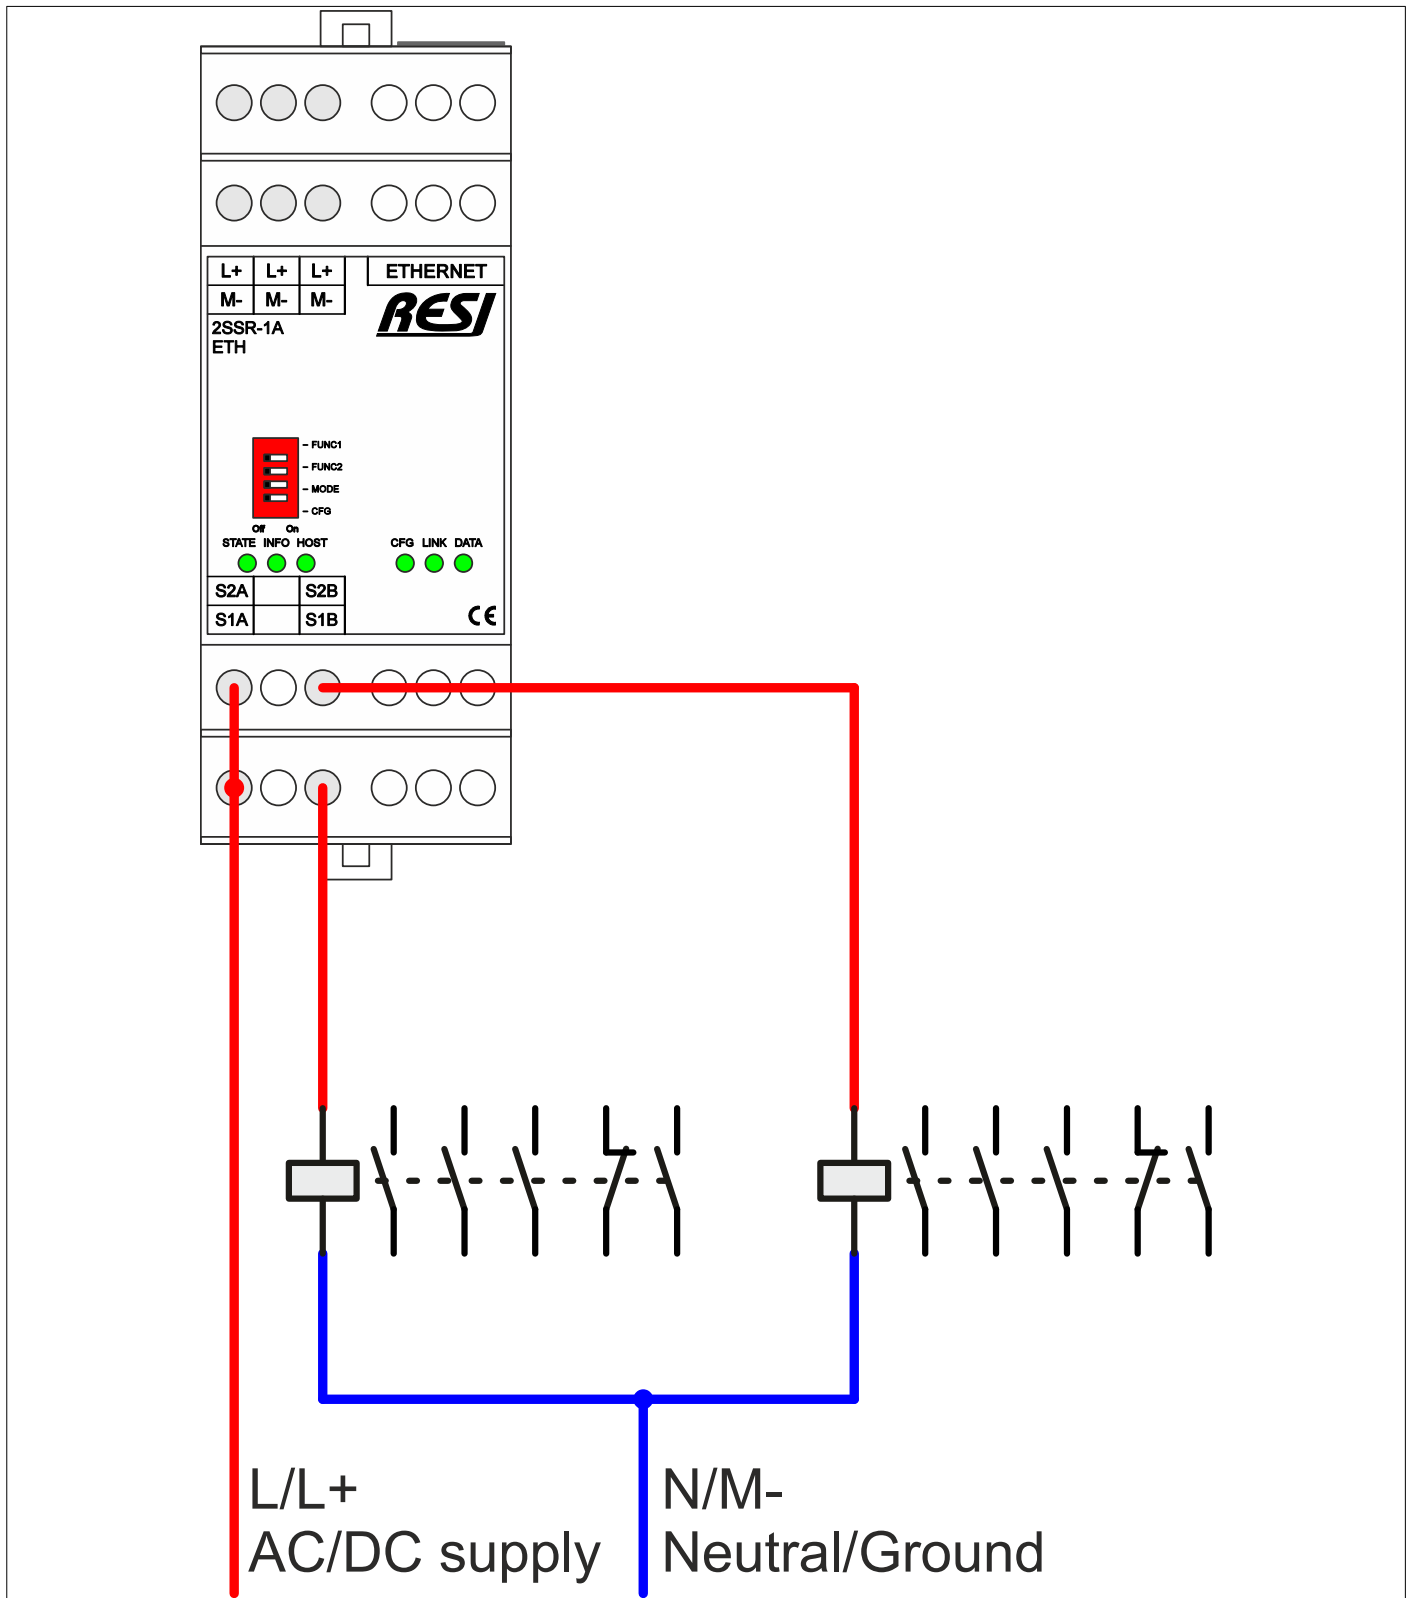 L+ L+ L+ ETHERNET
M- M- M-
RESI
2SSR-1A
ETH
FUNC1
FUNC2
MODE
CFG
Off On
STATE INFO HOST CFG LINK DATA
S2A S2B
S1A S1B
CE
L/L+
AC/DC supply
N/M-
Neutral/Ground